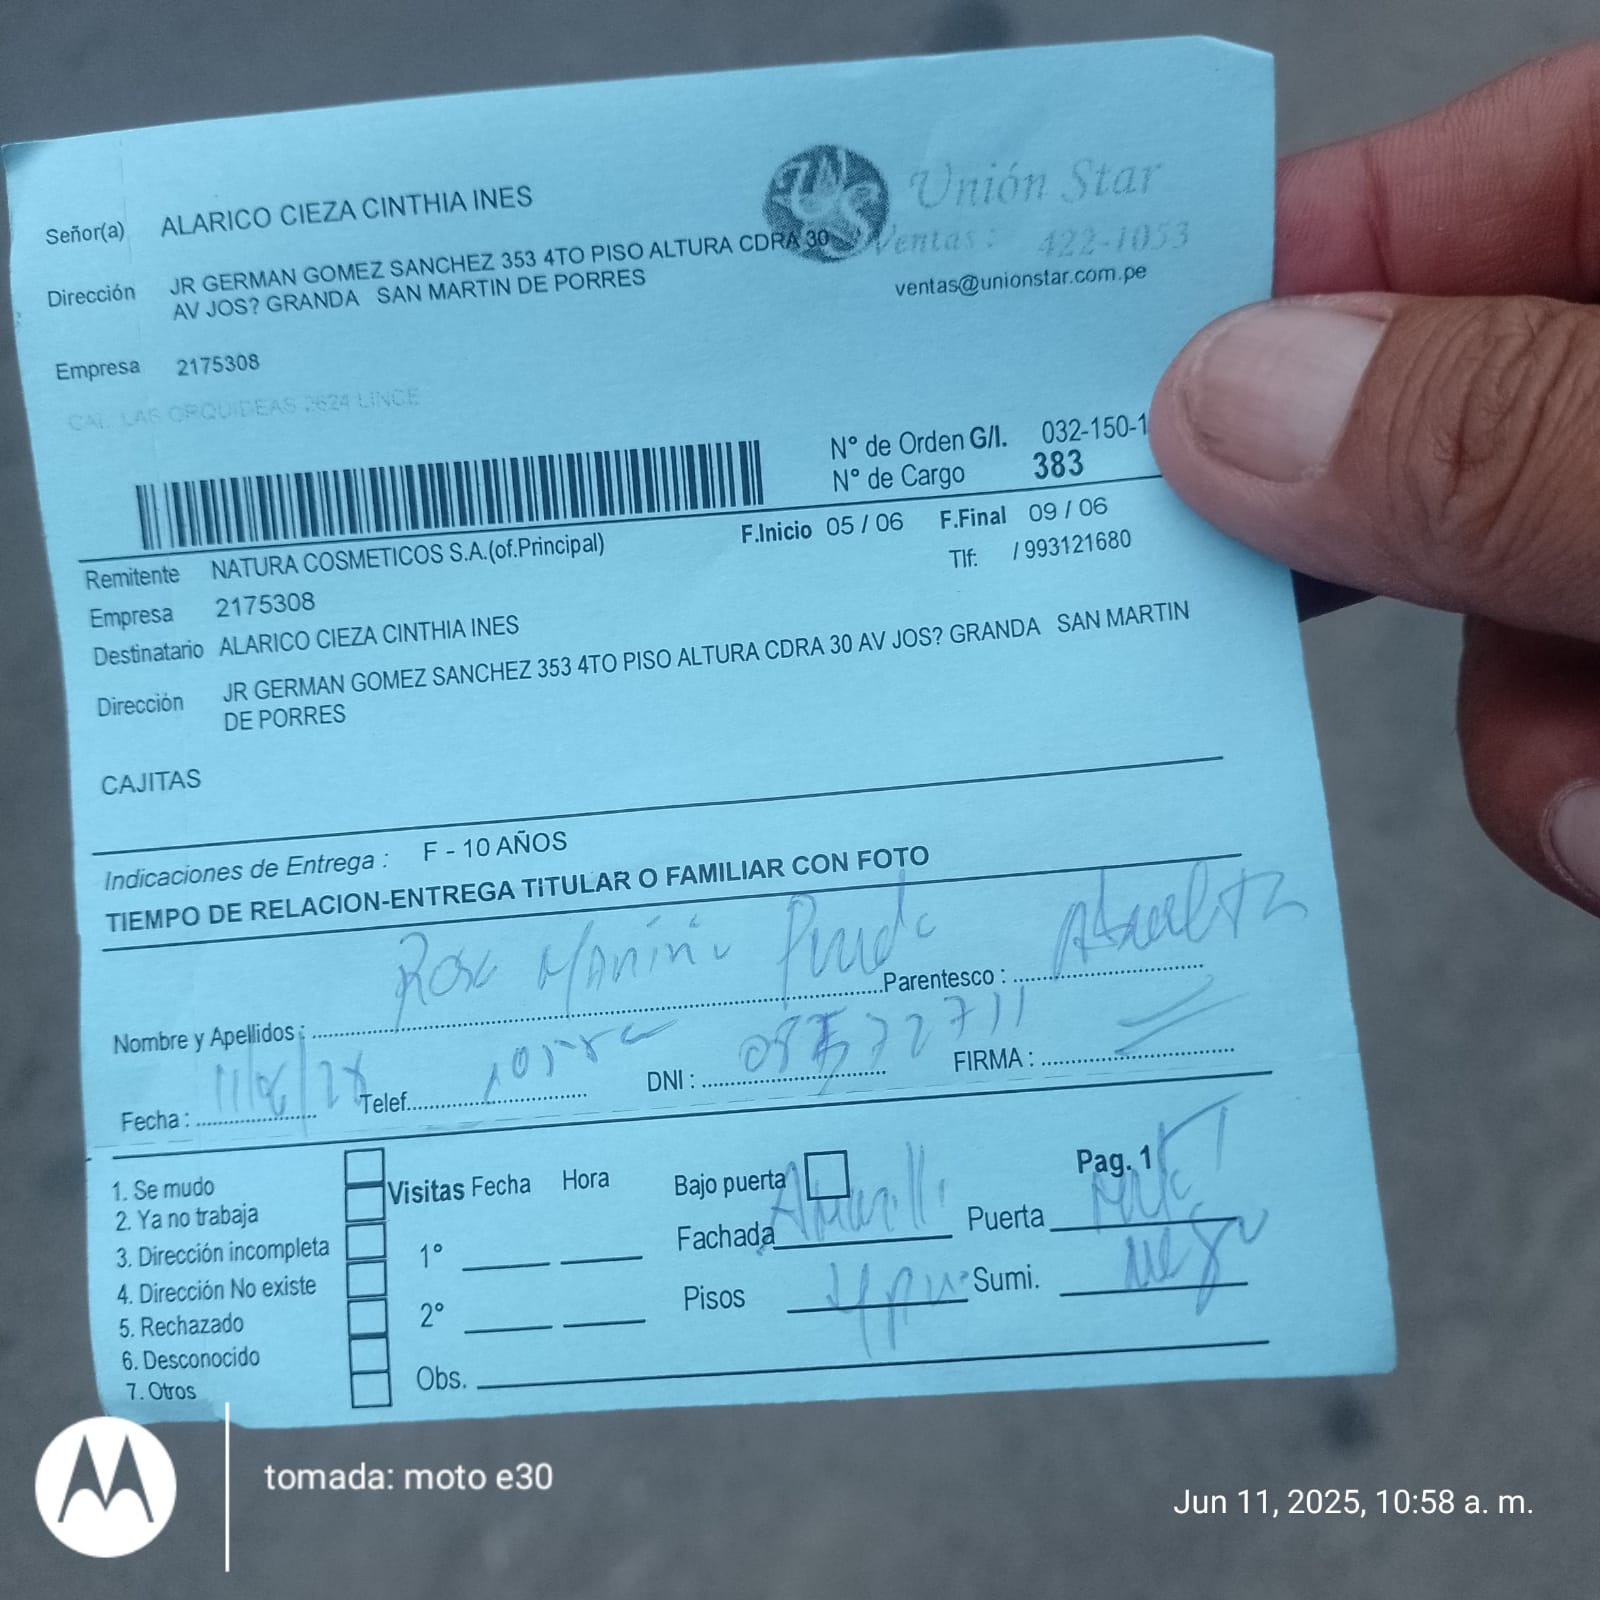 Señor(a) ALARICO CIEZA CINTHIA INES
Unión Star
Dirección JR GERMAN GOMEZ SANCHEZ 353 4TO PISO ALTURA CDRA 30
AV JOS? GRANDA SAN MARTIN DE PORRES
Ventas: 422-1053
ventas@unionstar.com.pe
Empresa 2175308
CAL. LAS ORQUIDEAS 2624 LINCE
N° de Orden G/I. 032-150-1
N° de Cargo 383
F.Inicio 05 / 06 F.Final 09 / 06
Remitente NATURA COSMETICOS S.A.(of.Principal)
Tlf: / 993121680
Empresa 2175308
Destinatario ALARICO CIEZA CINTHIA INES
Dirección JR GERMAN GOMEZ SANCHEZ 353 4TO PISO ALTURA CDRA 30 AV JOS? GRANDA SAN MARTIN
DE PORRES
CAJITAS
Indicaciones de Entrega : F - 10 AÑOS
TIEMPO DE RELACION-ENTREGA TITULAR O FAMILIAR CON FOTO
Nombre y Apellidos : Parentesco :
Fecha : Telef. DNI : FIRMA :
1. Se mudo
2. Ya no trabaja
3. Dirección incompleta
4. Dirección No existe
5. Rechazado
6. Desconocido
7. Otros
Visitas Fecha Hora
1°
2°
Obs.
Bajo puerta Pag. 1
Fachada Puerta
Pisos Sumi.
tomada: moto e30
Jun 11, 2025, 10:58 a. m.